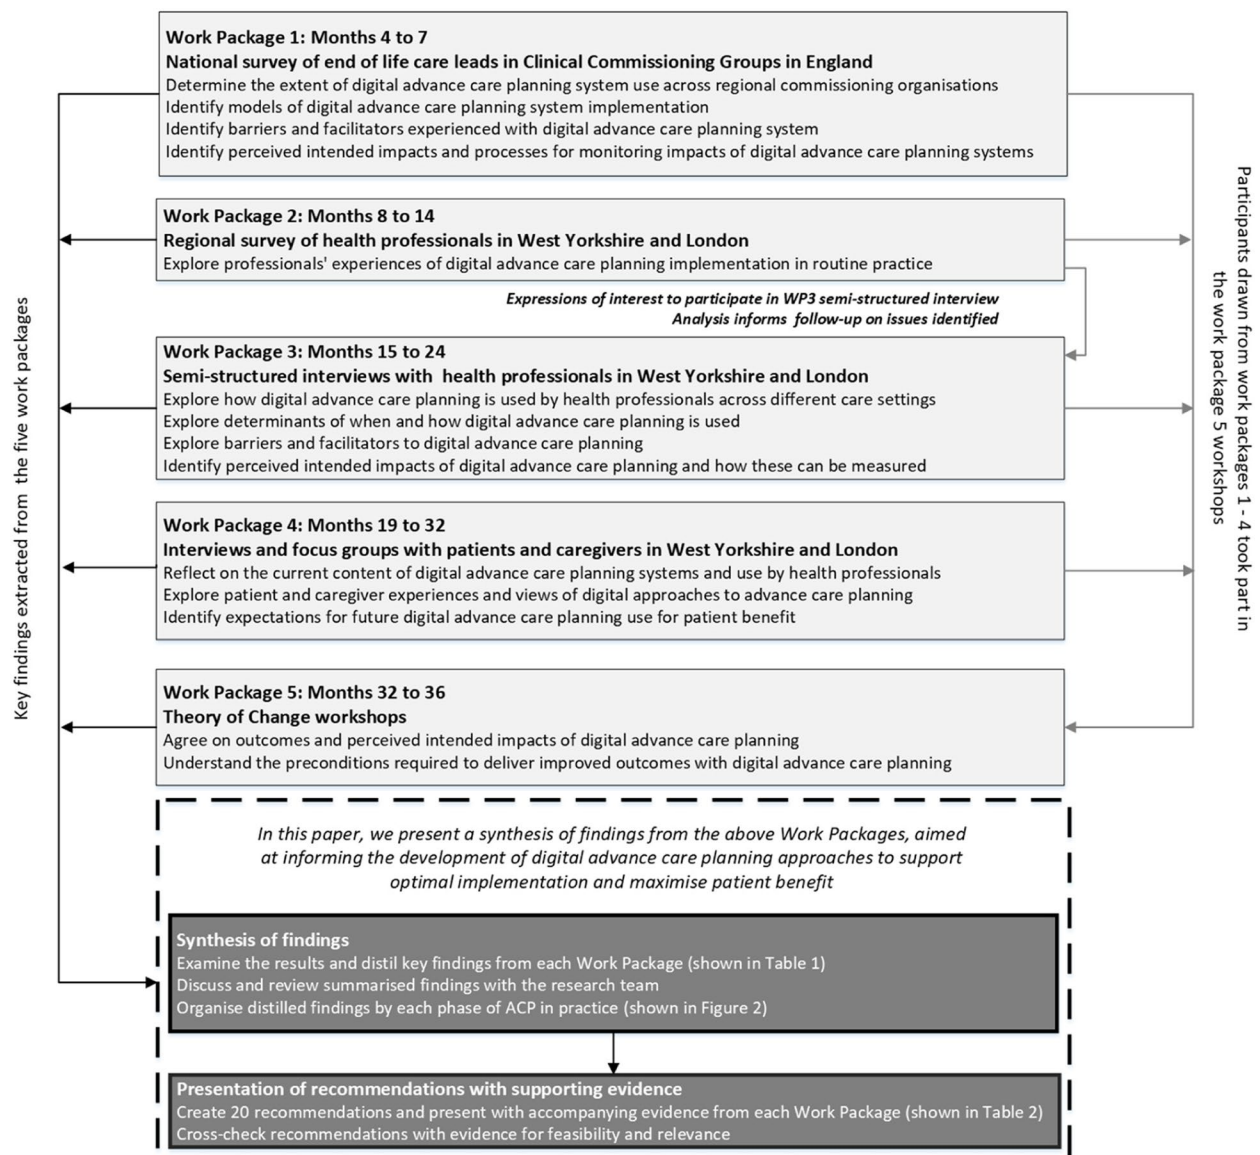 Work Package 1: Months 4 to 7
National survey of end of life care leads in Clinical Commissioning Groups in England
Determine the extent of digital advance care planning system use across regional commissioning organisations
Identify models of digital advance care planning system implementation
Identify barriers and facilitators experienced with digital advance care planning system
Identify perceived intended impacts and processes for monitoring impacts of digital advance care planning systems
Work Package 2: Months 8 to 14
Regional survey of health professionals in West Yorkshire and London
Explore professionals' experiences of digital advance care planning implementation in routine practice
Expressions of interest to participate in WP3 semi-structured interview
Analysis informs follow-up on issues identified
Work Package 3: Months 15 to 24
Semi-structured interviews with health professionals in West Yorkshire and London
Explore how digital advance care planning is used by health professionals across different care settings
Explore determinants of when and how digital advance care planning is used
Explore barriers and facilitators to digital advance care planning
Identify perceived intended impacts of digital advance care planning and how these can be measured
Work Package 4: Months 19 to 32
Interviews and focus groups with patients and caregivers in West Yorkshire and London
Reflect on the current content of digital advance care planning systems and use by health professionals
Explore patient and caregiver experiences and views of digital approaches to advance care planning
Identify expectations for future digital advance care planning use for patient benefit
Work Package 5: Months 32 to 36
Theory of Change workshops
Agree on outcomes and perceived intended impacts of digital advance care planning
Understand the preconditions required to deliver improved outcomes with digital advance care planning
Key findings extracted from the five work packages
Participants drawn from work packages 1 - 4 took part in
the work package 5 workshops
In this paper, we present a synthesis of findings from the above Work Packages, aimed
at informing the development of digital advance care planning approaches to support
optimal implementation and maximise patient benefit
Synthesis of findings
Examine the results and distil key findings from each Work Package (shown in Table 1)
Discuss and review summarised findings with the research team
Organise distilled findings by each phase of ACP in practice (shown in Figure 2)
Presentation of recommendations with supporting evidence
Create 20 recommendations and present with accompanying evidence from each Work Package (shown in Table 2)
Cross-check recommendations with evidence for feasibility and relevance